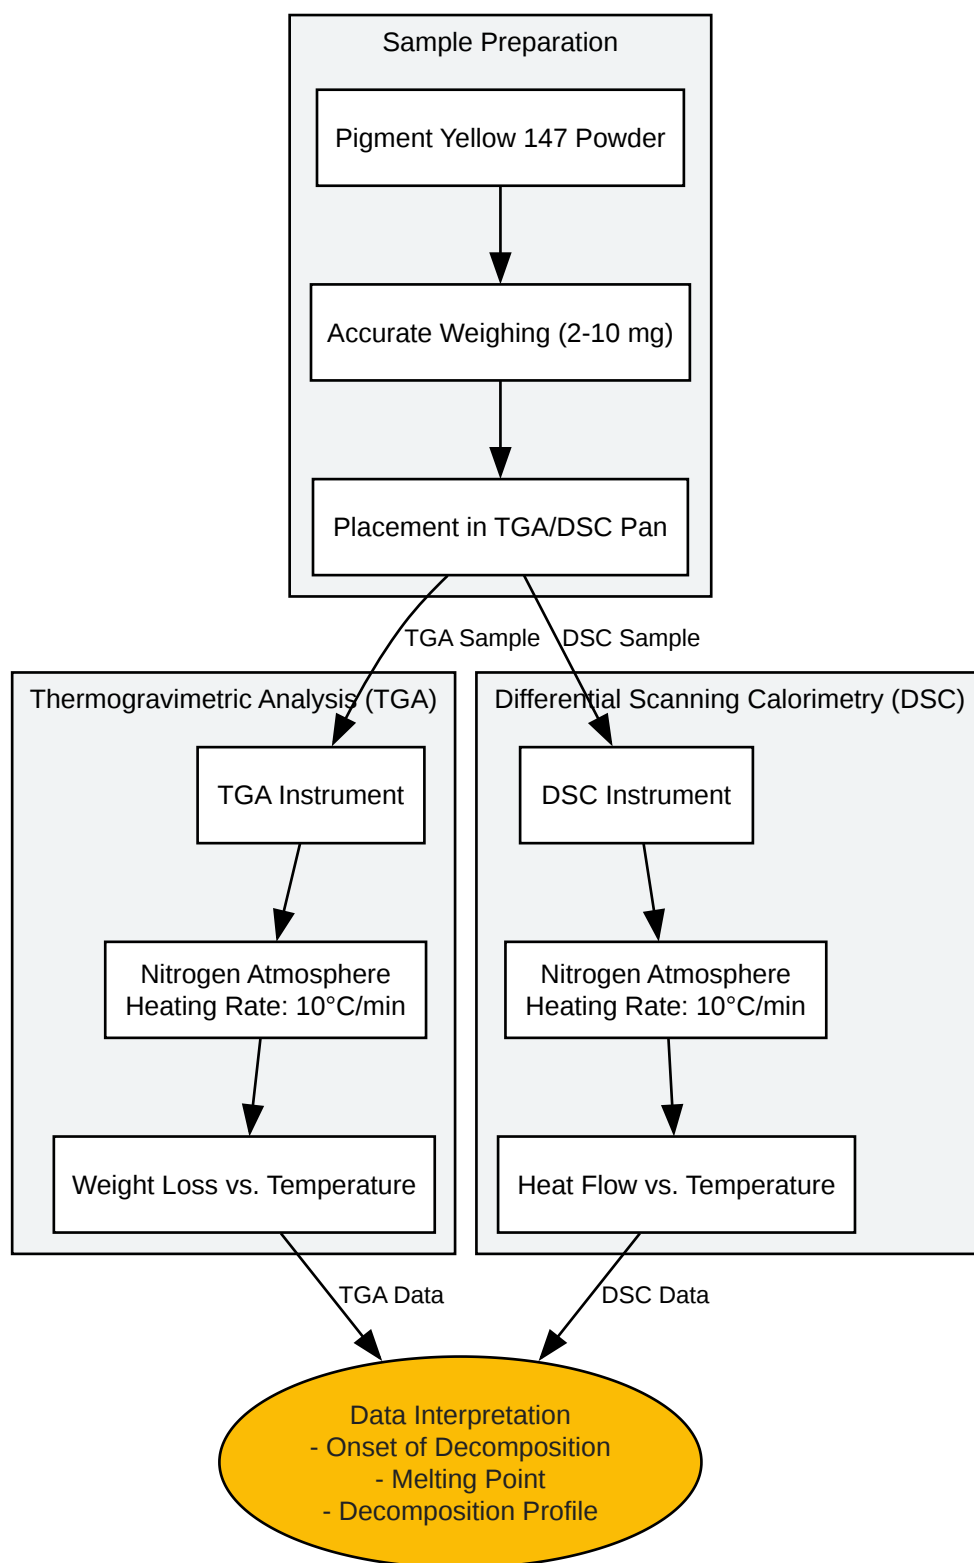 Sample Preparation
Pigment Yellow 147 Powder
Accurate Weighing (2-10 mg)
Placement in TGA/DSC Pan
TGA Sample
DSC Sample
Thermogravimetric Analysis (TGA)
TGA Instrument
Nitrogen Atmosphere
Heating Rate: 10°C/min
Weight Loss vs. Temperature
Differential Scanning Calorimetry (DSC)
DSC Instrument
Nitrogen Atmosphere
Heating Rate: 10°C/min
Heat Flow vs. Temperature
TGA Data
DSC Data
Data Interpretation
- Onset of Decomposition
- Melting Point
- Decomposition Profile